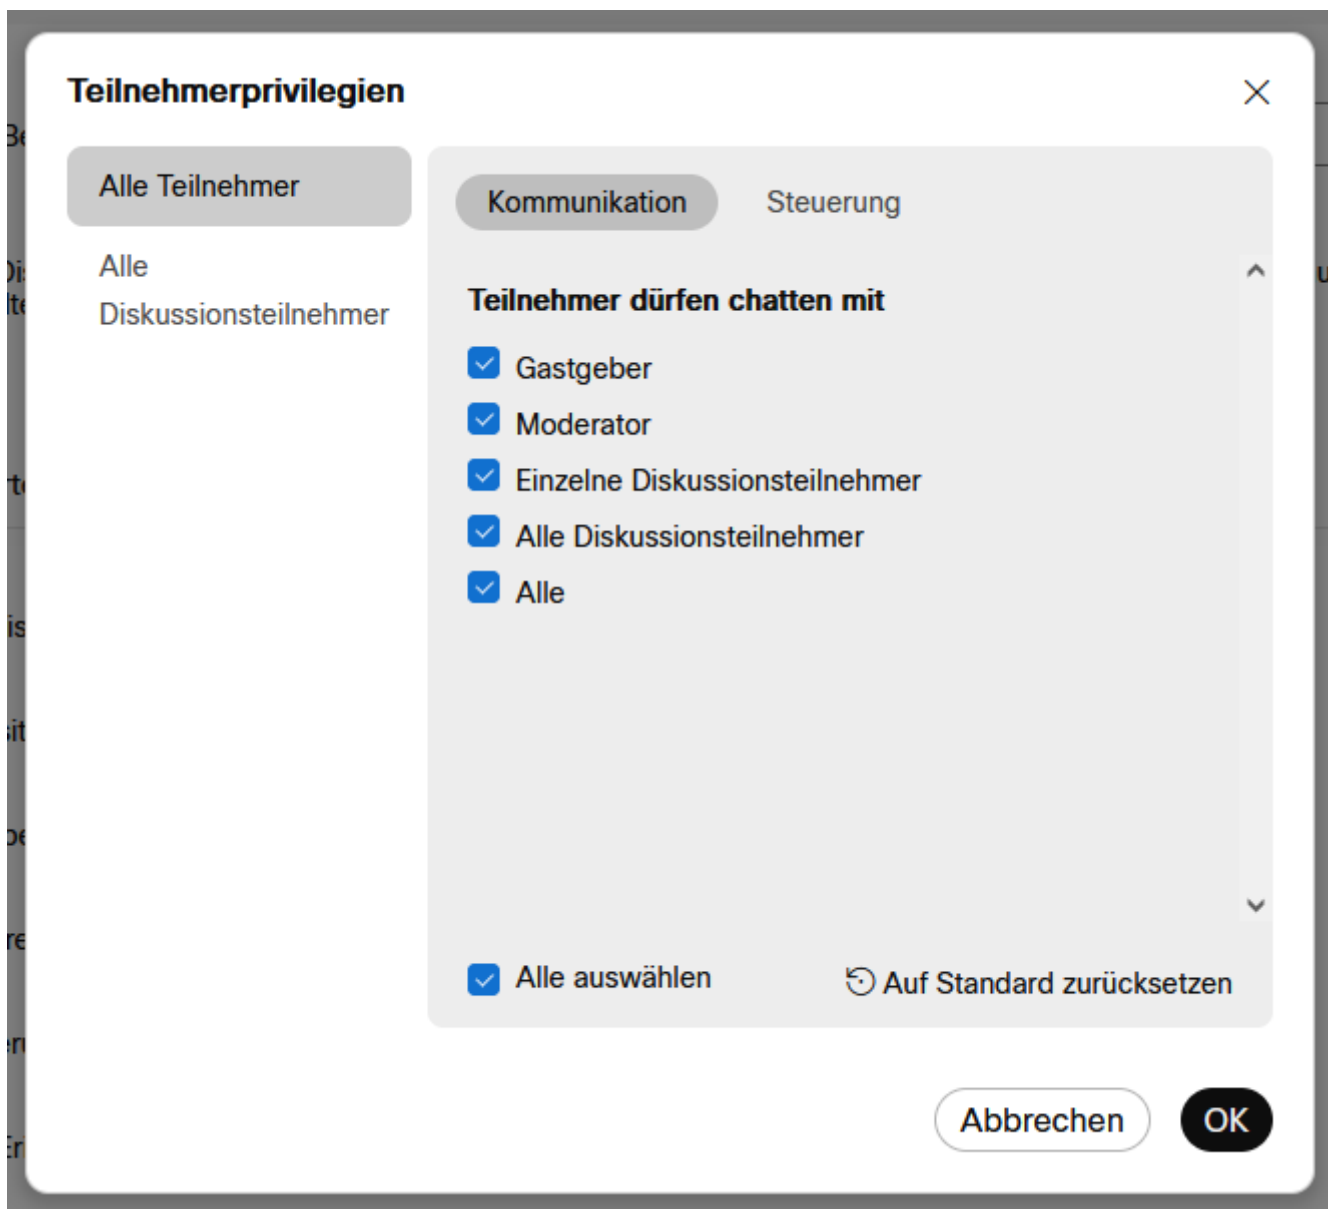 Teilnehmerprivilegien
Alle Teilnehmer
Alle
Diskussionsteilnehmer
Kommunikation
Steuerung
Teilnehmer dürfen chatten mit
Gastgeber
Moderator
Einzelne Diskussionsteilnehmer
Alle Diskussionsteilnehmer
Alle
Alle auswählen
Auf Standard zurücksetzen
Abbrechen
OK